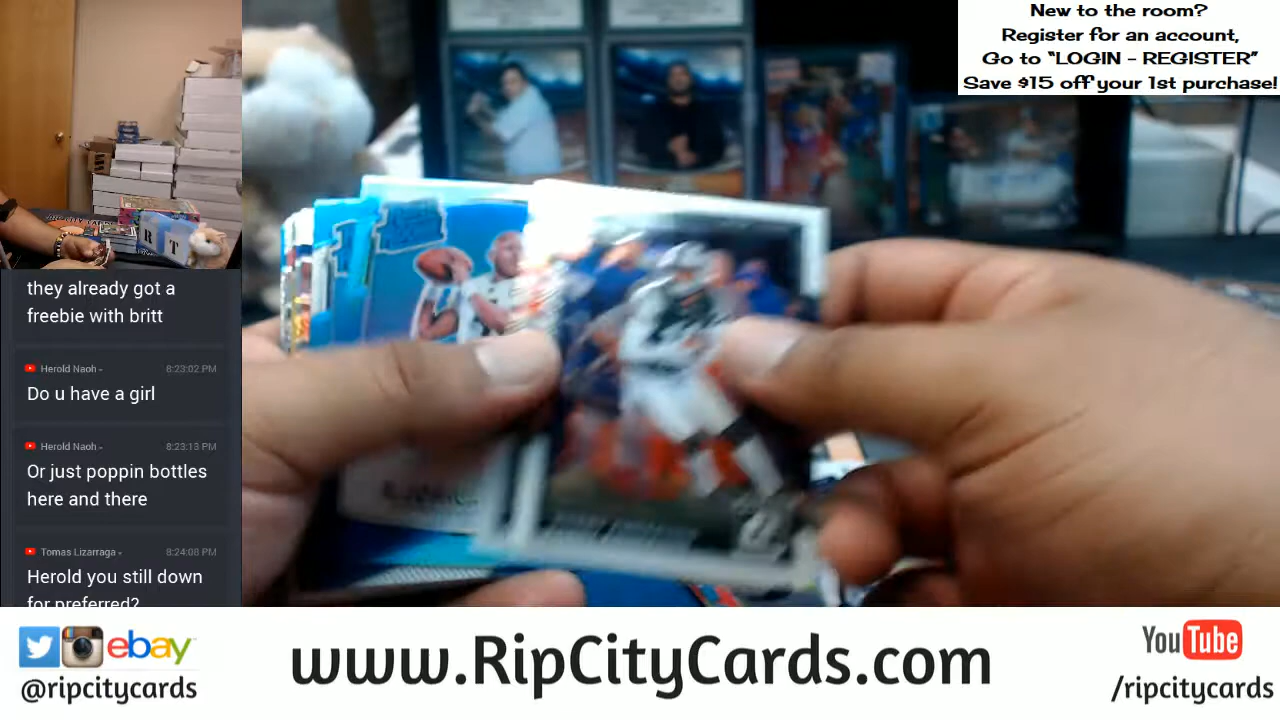 New to the room?
Register for an account,
Go to "LOGIN - REGISTER"
Save $15 off your 1st purchase!
they already got a
freebie with britt
Herold Naoh - 8:23:02 PM
Do u have a girl
Herold Naoh - 8:23:13 PM
Or just poppin bottles
here and there
Tomas Lizarraga - 8:24:08 PM
Herold you still down
for preferred?
R T
ebay
@ripcitycards
www.RipCityCards.com
YouTube
/ripcitycards